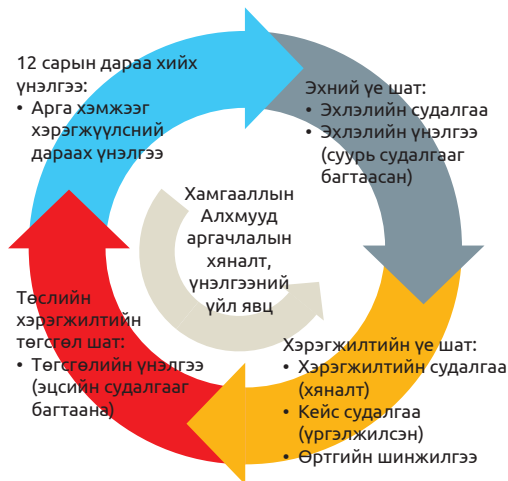 12 сарын дараа хийх
үнэлгээ:
• Арга хэмжээг
хэрэгжүүлсний
дараах үнэлгээ
Эхний үе шат:
• Эхлэлийн судалгаа
• Эхлэлийн үнэлгээ
(суурь судалгааг
багтаасан)
Хамгааллын
Алхмууд
аргачлалын
хяналт,
үнэлгээний
үйл явц
Төслийн
хэрэгжилтийн
төгсгөл шат:
• Төгсгөлийн үнэлгээ
(эцсийн судалгааг
багтаана)
Хэрэгжилтийн үе шат:
• Хэрэгжилтийн судалгаа
(хяналт)
• Кейс судалгаа
(үргэлжилсэн)
• Өртгийн шинжилгээ